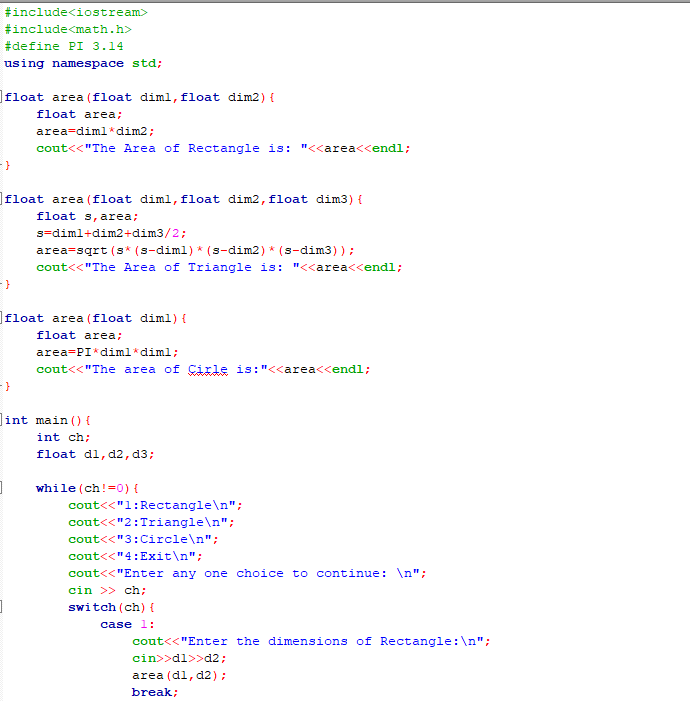 #include<iostream>
#include<math.h>
#define PI 3.14
using namespace std;

float area(float dim1,float dim2){
    float area;
    area=dim1*dim2;
    cout<<"The Area of Rectangle is: "<<area<<endl;
}

float area(float dim1,float dim2,float dim3){
    float s,area;
    s=dim1+dim2+dim3/2;
    area=sqrt(s*(s-dim1)*(s-dim2)*(s-dim3));
    cout<<"The Area of Triangle is: "<<area<<endl;
}

float area(float dim1){
    float area;
    area=PI*dim1*dim1;
    cout<<"The area of Cirle is:"<<area<<endl;
}

int main(){
    int ch;
    float d1,d2,d3;

    while(ch!=0){
        cout<<"1:Rectangle\n";
        cout<<"2:Triangle\n";
        cout<<"3:Circle\n";
        cout<<"4:Exit\n";
        cout<<"Enter any one choice to continue: \n";
        cin >> ch;
        switch(ch){
            case 1:
                cout<<"Enter the dimensions of Rectangle:\n";
                cin>>d1>>d2;
                area(d1,d2);
                break;